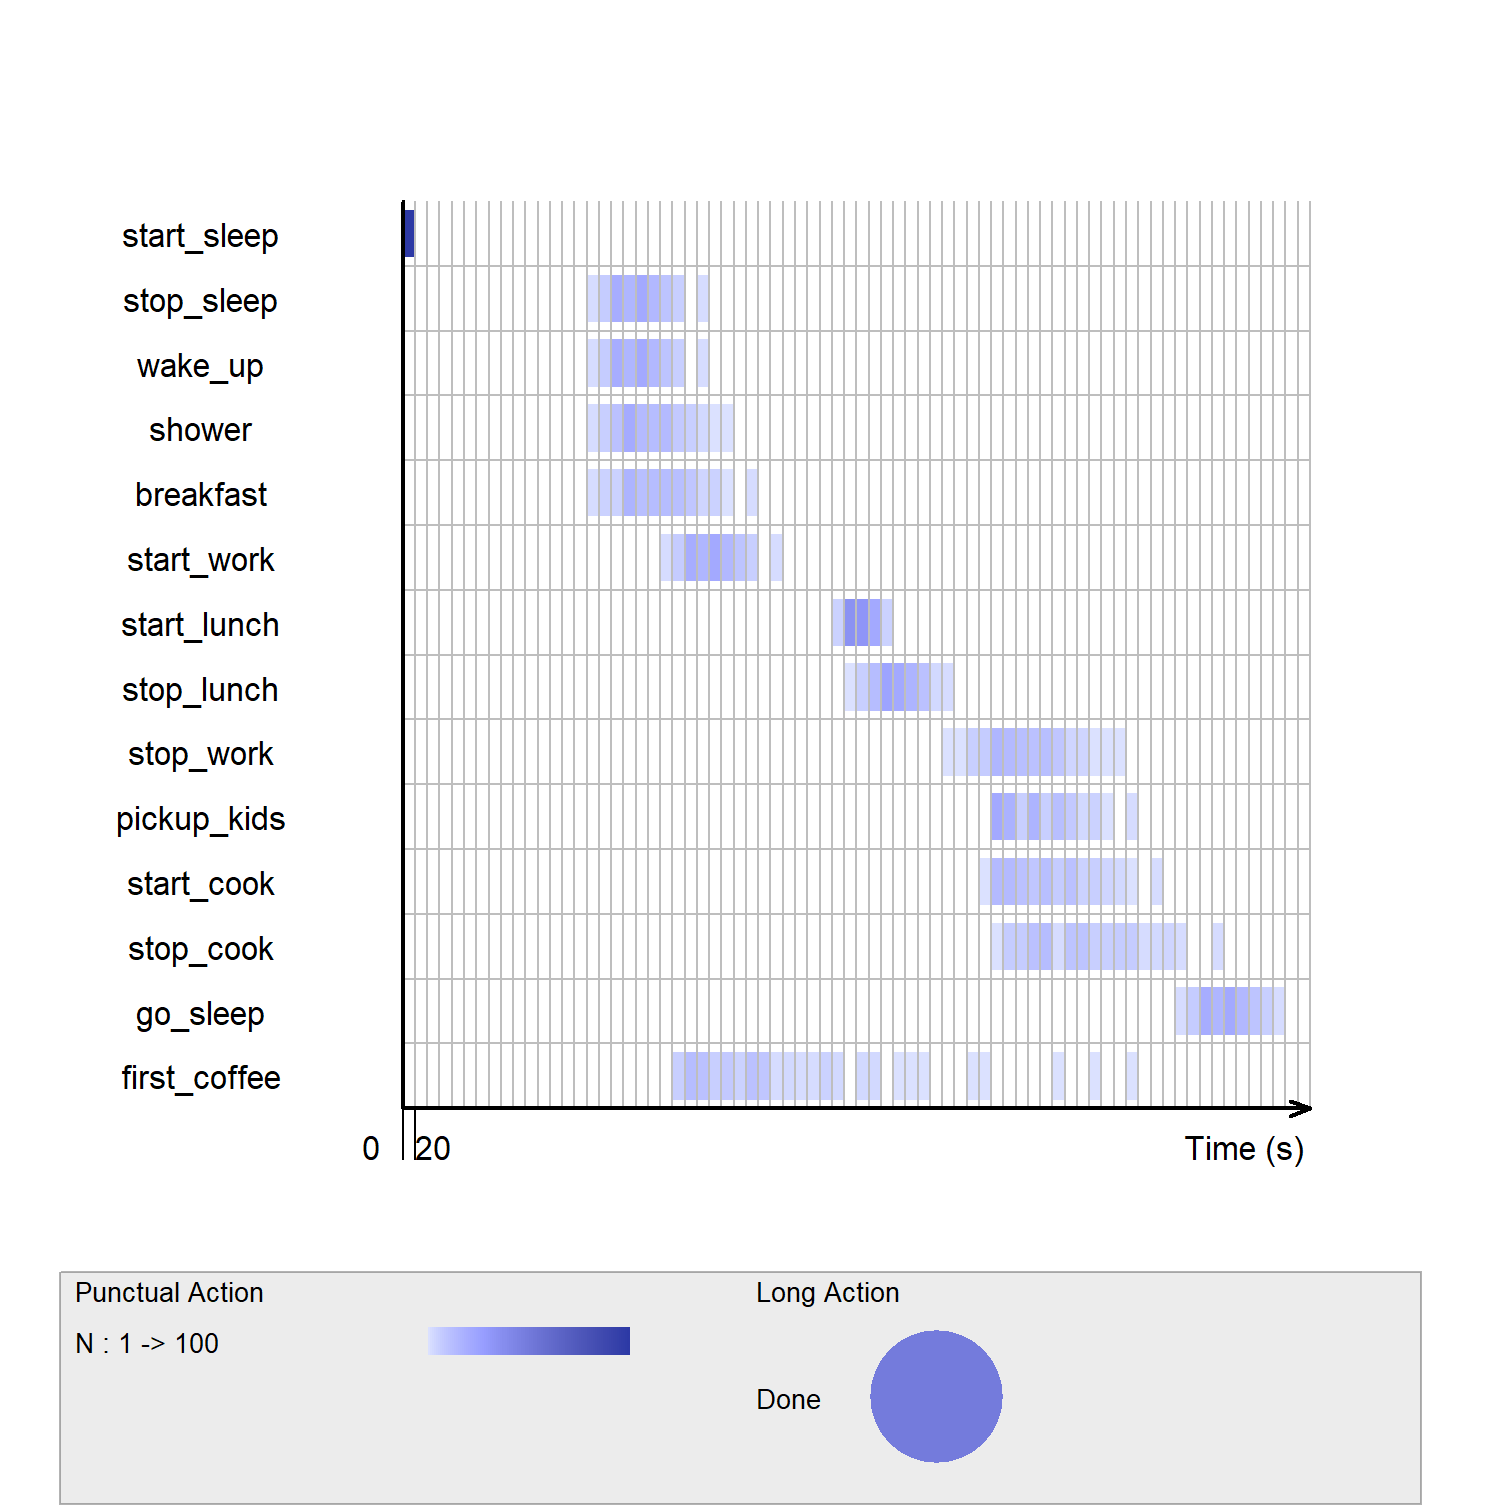 start_sleep
stop_sleep
wake_up
shower
breakfast
start_work
start_lunch
stop_lunch
stop_work
pickup_kids
start_cook
stop_cook
go_sleep
first_coffee
0 20 Time (s)
Punctual Action
N : 1 -> 100
Long Action
Done